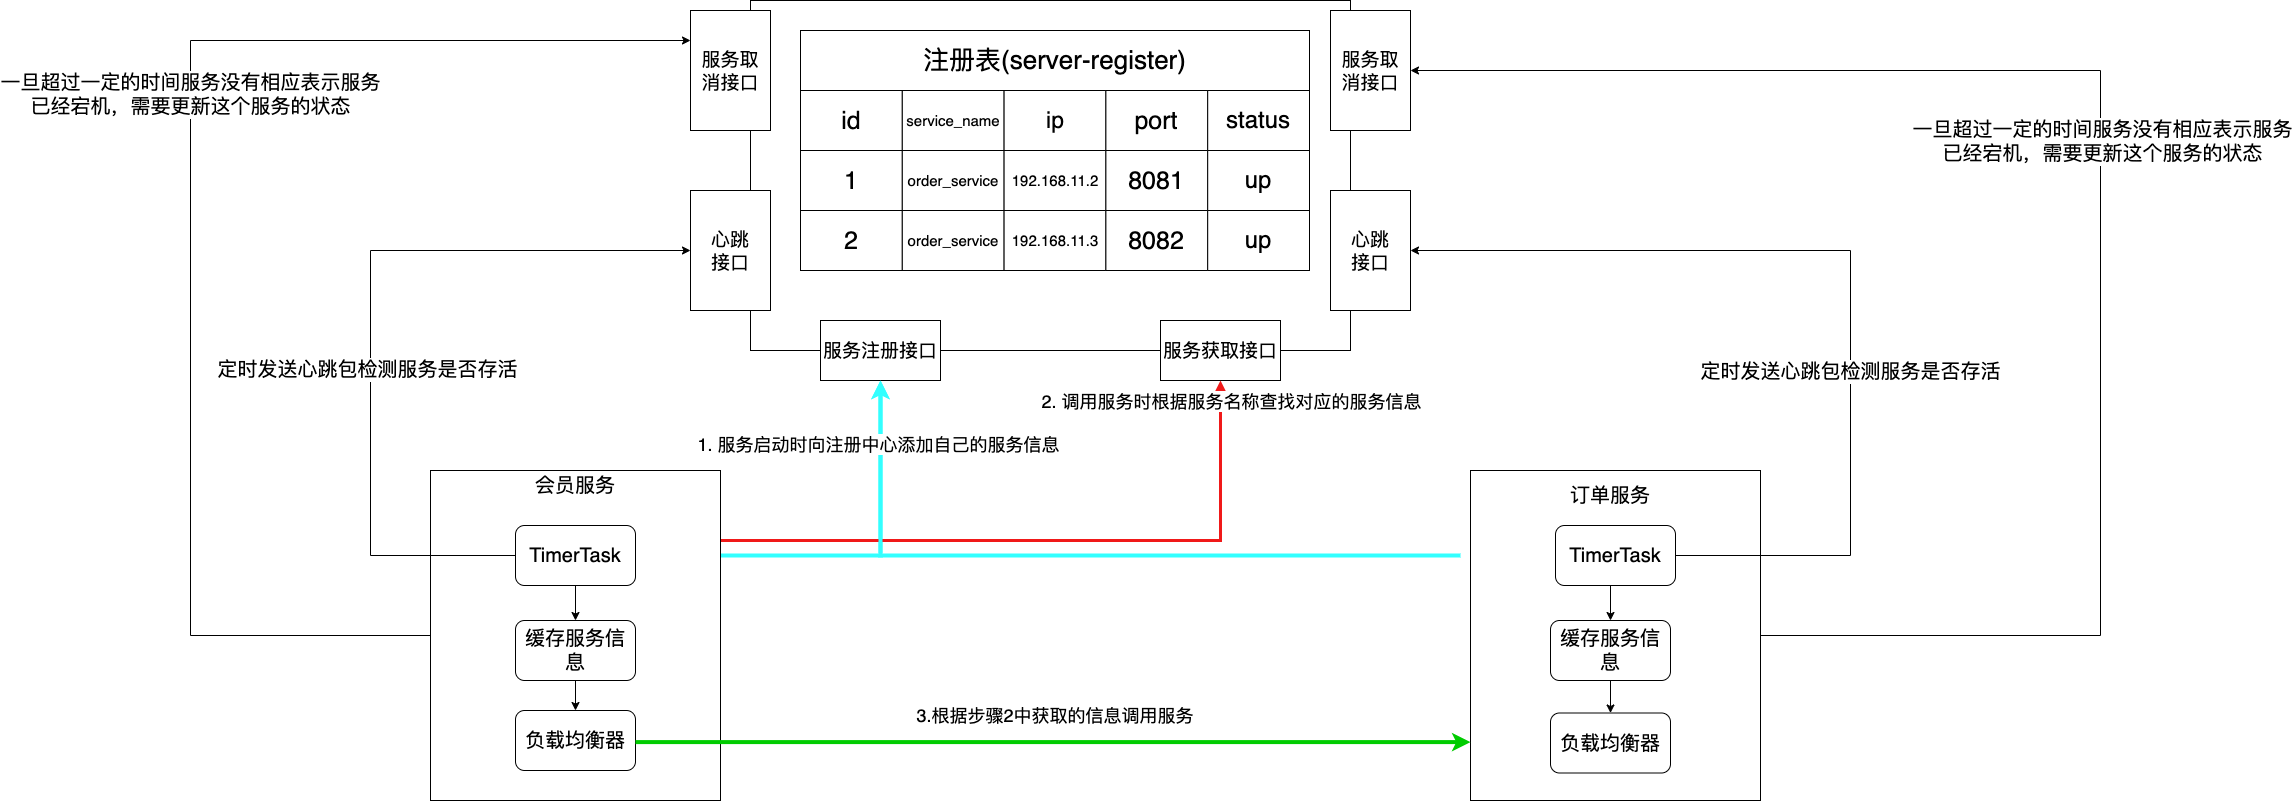 服务取
消接口
注册表(server-register)
服务取
消接口
一旦超过一定的时间服务没有相应表示服务
已经宕机，需要更新这个服务的状态
id
service_name
ip
port
status
一旦超过一定的时间服务没有相应表示服务
已经宕机，需要更新这个服务的状态
1
order_service
192.168.11.2
8081
up
心跳
接口
2
order_service
192.168.11.3
8082
up
心跳
接口
服务注册接口
服务获取接口
定时发送心跳包检测服务是否存活
定时发送心跳包检测服务是否存活
2. 调用服务时根据服务名称查找对应的服务信息
1. 服务启动时向注册中心添加自己的服务信息
会员服务
TimerTask
缓存服务信
息
负载均衡器
订单服务
TimerTask
缓存服务信
息
负载均衡器
3.根据步骤2中获取的信息调用服务